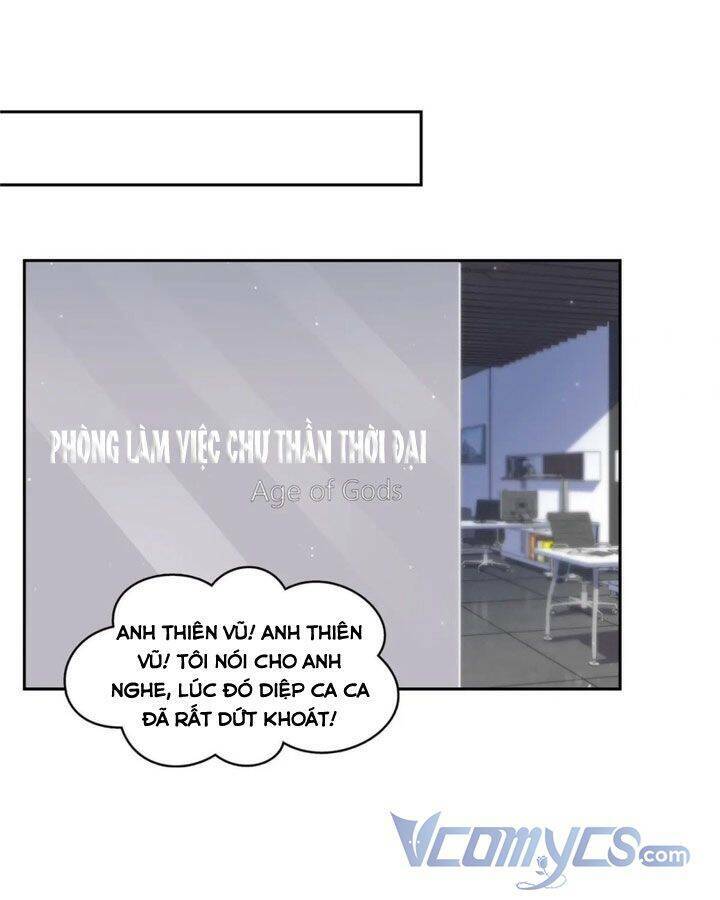 PHÒNG LÀM VIỆC CHƯ THẦN THỜI ĐẠI
Age of Gods
ANH THIÊN VŨ! ANH THIÊN
VŨ! TÔI NÓI CHO ANH
NGHE, LÚC ĐÓ DIỆP CA CA
ĐÃ RẤT DỨT KHOÁT!
VCOMYCS.com